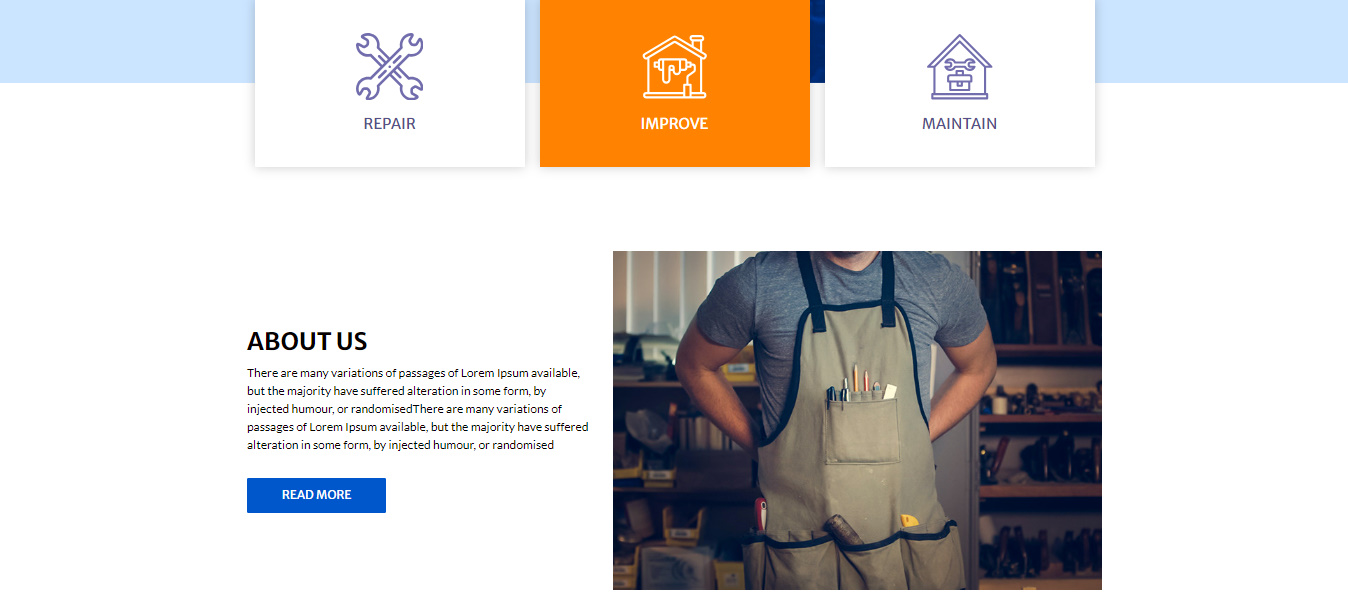 REPAIR
IMPROVE
MAINTAIN
ABOUT US
There are many variations of passages of Lorem Ipsum available,
but the majority have suffered alteration in some form, by
injected humour, or randomisedThere are many variations of
passages of Lorem Ipsum available, but the majority have suffered
alteration in some form, by injected humour, or randomised
READ MORE